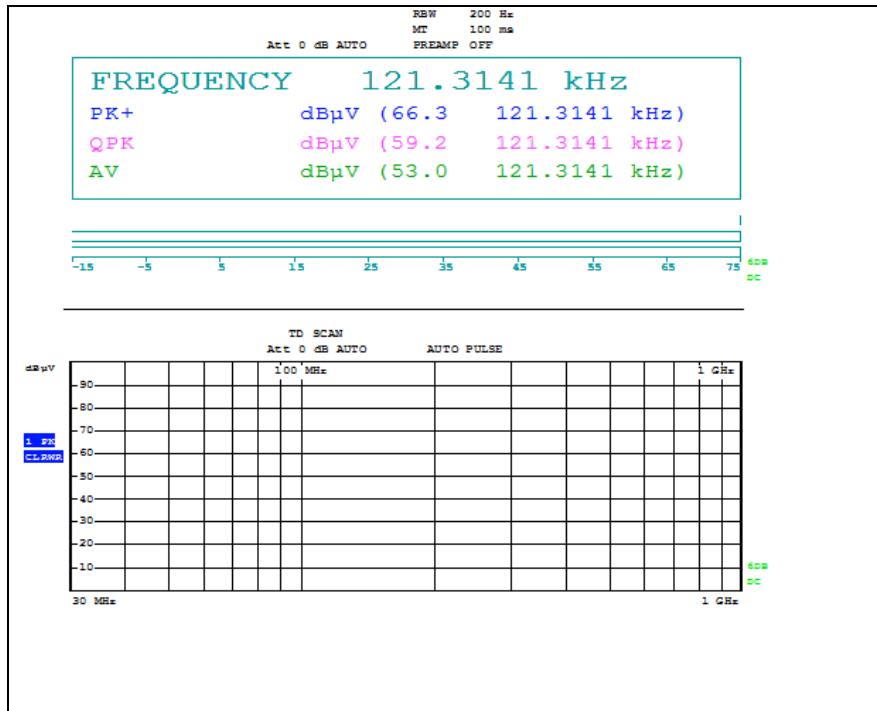 RBW 200 Hz
MT 100 ms
Att 0 dB AUTO PREAMP OFF
FREQUENCY 121.3141 kHz
PK+ dBµV (66.3 121.3141 kHz)
QPK dBµV (59.2 121.3141 kHz)
AV dBµV (53.0 121.3141 kHz)
-15 -5 5 15 25 35 45 55 65 75
6DB
DC
TD SCAN
Att 0 dB AUTO AUTO PULSE
dBµV
100 MHz 1 GHz
90
80
70
1 PK
60
CLRWR
50
40
30
20
10
6DB
DC
30 MHz 1 GHz